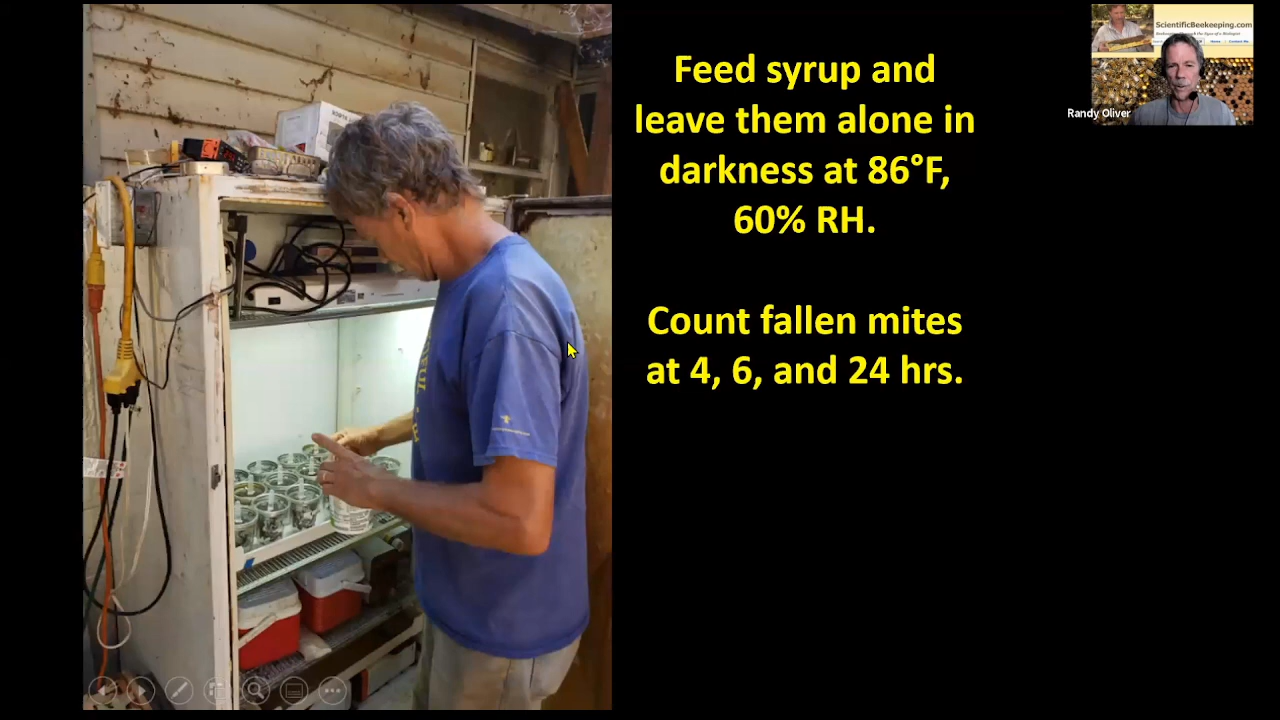 Feed syrup and
leave them alone in
darkness at 86°F,
60% RH.
Count fallen mites
at 4, 6, and 24 hrs.
ScientificBeekeeping.com
Randy Oliver